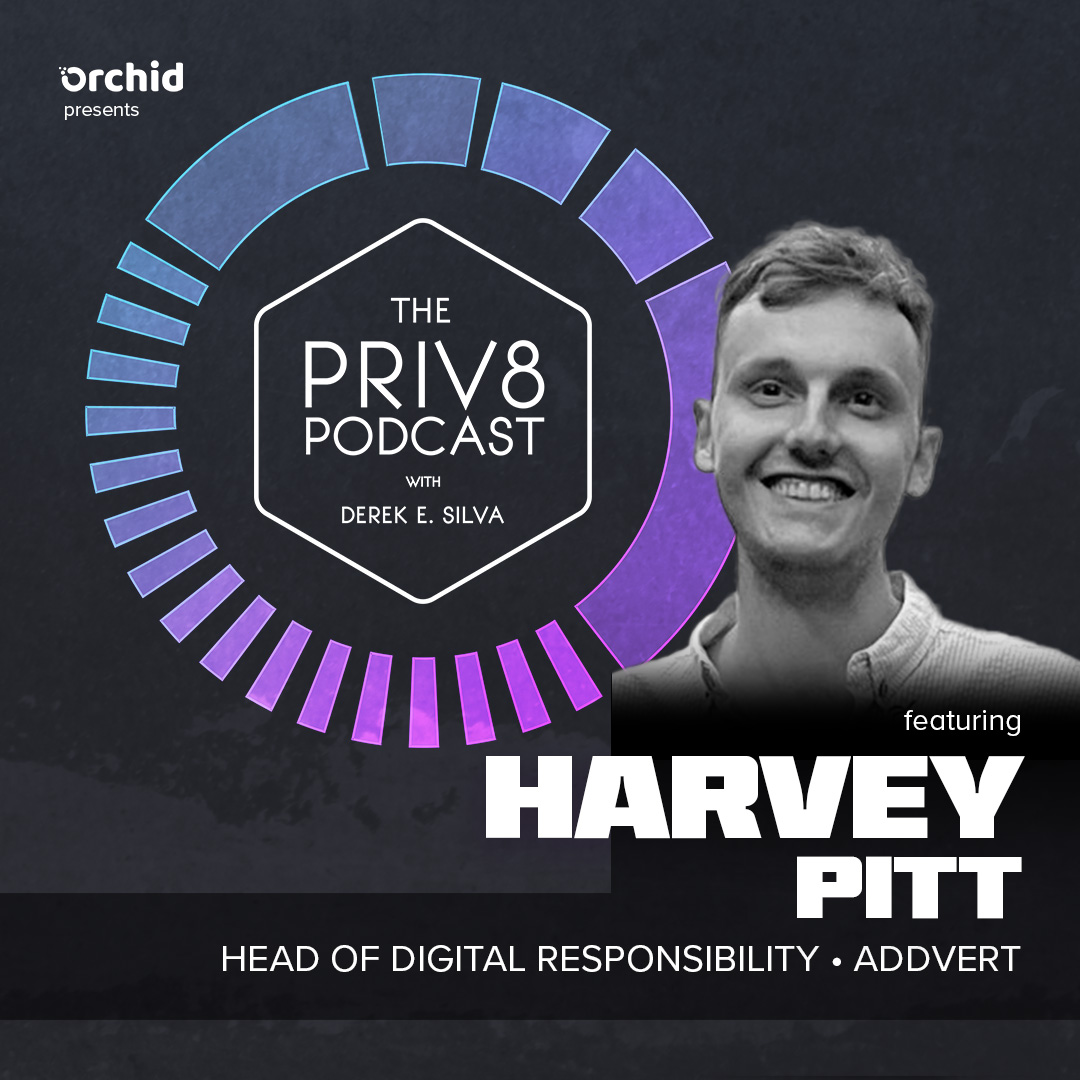 Orchid
presents
THE
PRIV8
PODCAST
WITH
DEREK E. SILVA
featuring
HARVEY
PITT
HEAD OF DIGITAL RESPONSIBILITY • ADDVERT